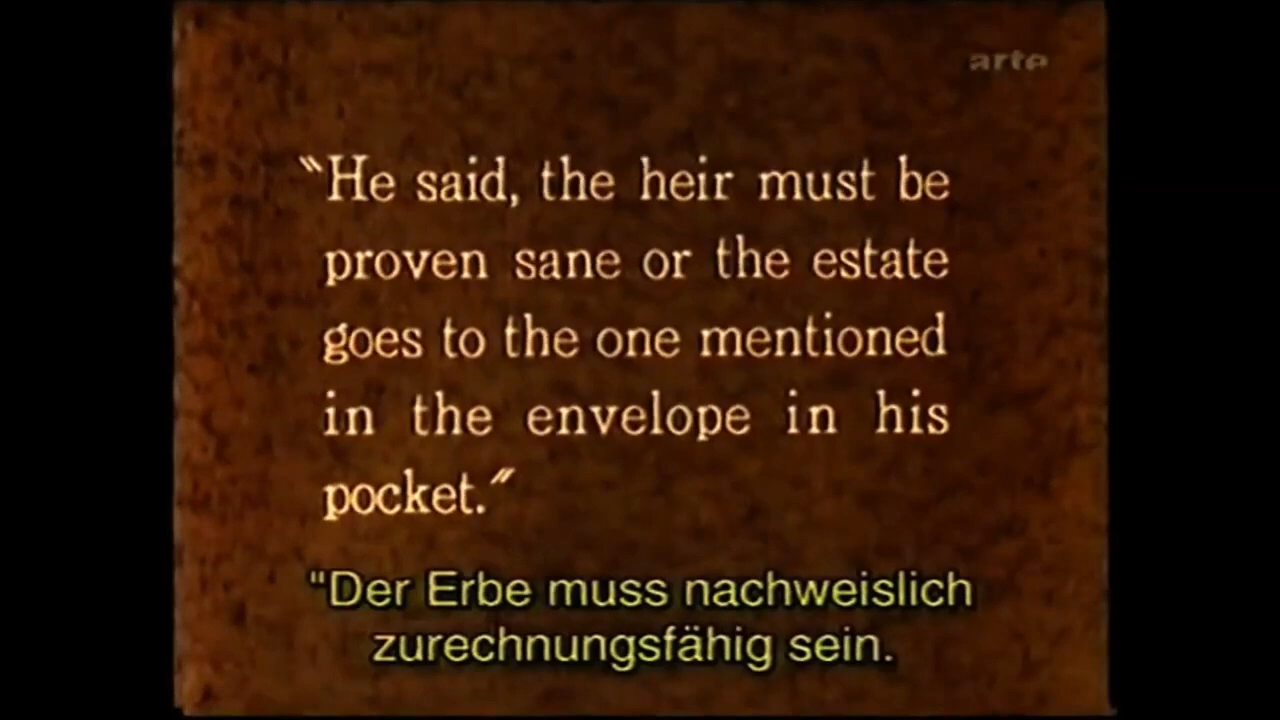 arte
"He said, the heir must be
proven sane or the estate
goes to the one mentioned
in the envelope in his
pocket."
"Der Erbe muss nachweislich
zurechnungsfähig sein.